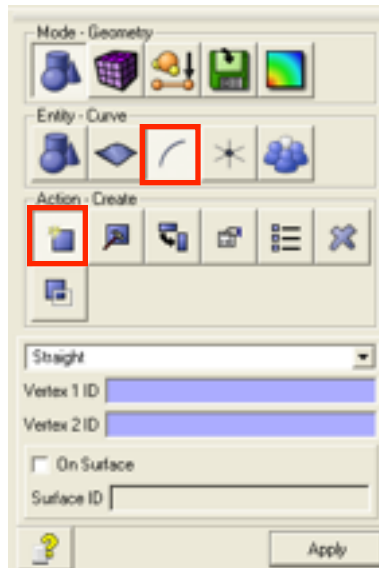 Mode - Geometry
Entity - Curve
Action - Create
Straight
Vertex 1 ID
Vertex 2 ID
On Surface
Surface ID
Apply